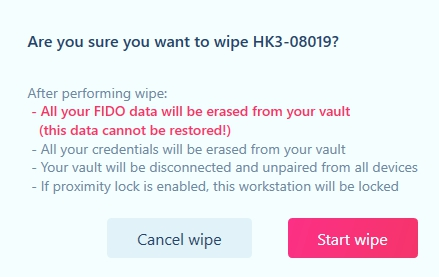 Are you sure you want to wipe HK3-08019?
After performing wipe:
- All your FIDO data will be erased from your vault
(this data cannot be restored!)
- All your credentials will be erased from your vault
- Your vault will be disconnected and unpaired from all devices
- If proximity lock is enabled, this workstation will be locked
Cancel wipe
Start wipe